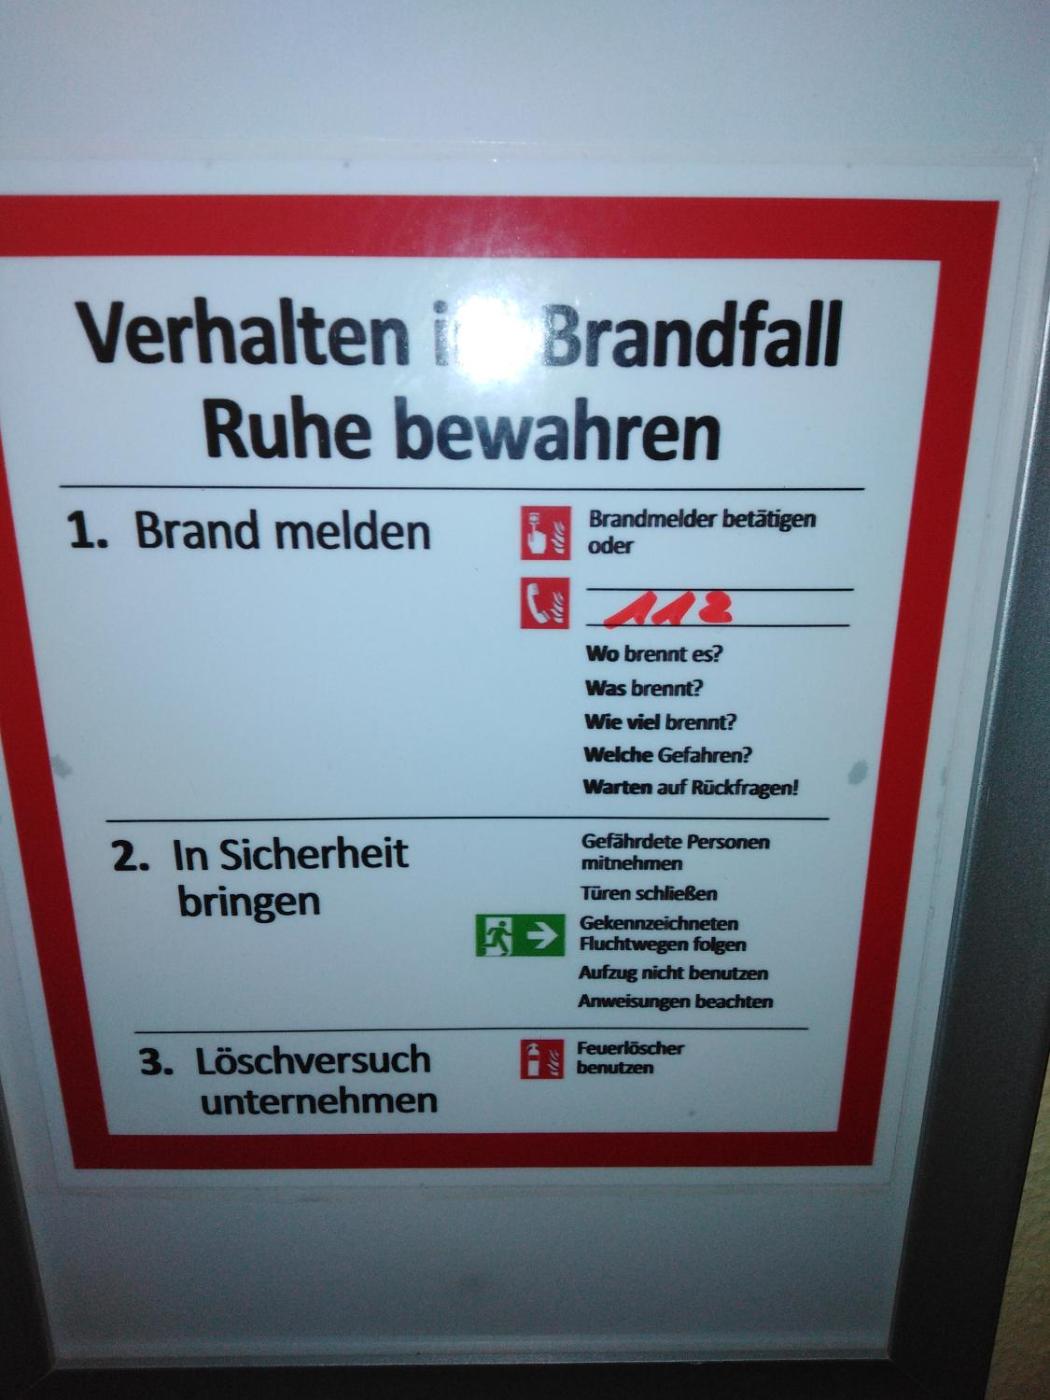 Verhalten Brandfall
Ruhe bewahren
1. Brand melden
Brandmelder betätigen
oder
112
Wo brennt es?
Was brennt?
Wie viel brennt?
Welche Gefahren?
Warten auf Rückfragen!
2. In Sicherheit
bringen
Gefährdete Personen
mitnehmen
Türen schließen
Gekennzeichneten
Fluchtwegen folgen
Aufzug nicht benutzen
Anweisungen beachten
3. Löschversuch
unternehmen
Feuerlöscher
benutzen